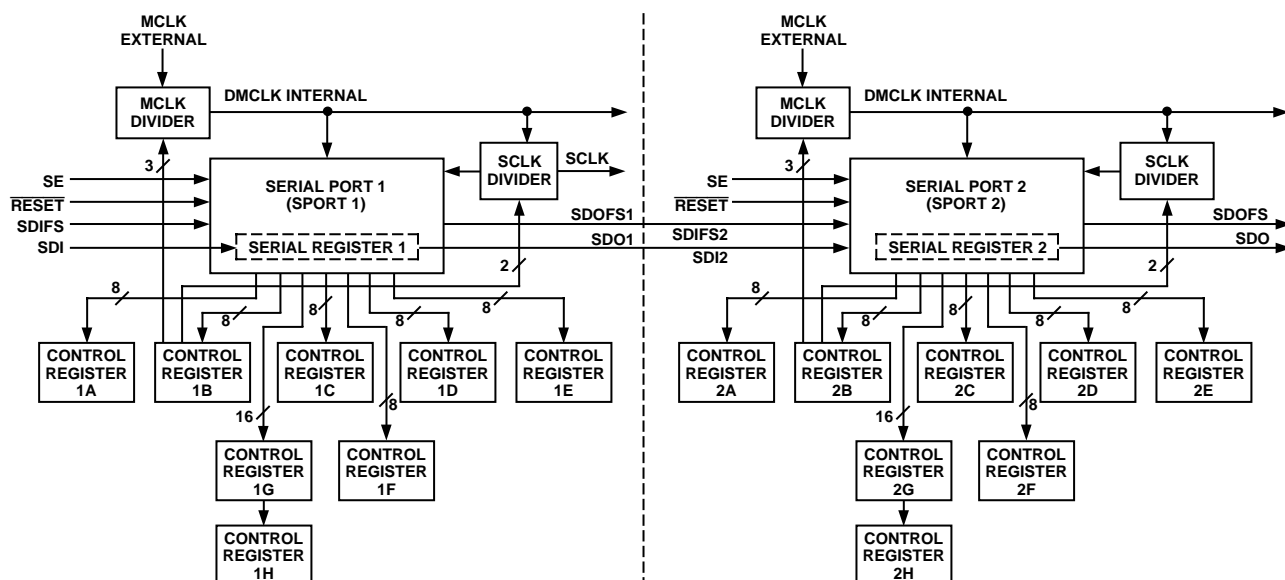 MCLK
EXTERNAL
MCLK
DIVIDER
DMCLK INTERNAL
3
SCLK
DIVIDER
SCLK
SE
RESET
SDIFS
SDI
SERIAL PORT 1
(SPORT 1)
SERIAL REGISTER 1
SDOFS1
SDO1
2
8
8
8
8
8
CONTROL
REGISTER
1A
CONTROL
REGISTER
1B
CONTROL
REGISTER
1C
CONTROL
REGISTER
1D
CONTROL
REGISTER
1E
16
8
CONTROL
REGISTER
1G
CONTROL
REGISTER
1F
CONTROL
REGISTER
1H
MCLK
EXTERNAL
MCLK
DIVIDER
DMCLK INTERNAL
3
SCLK
DIVIDER
SE
RESET
SDIFS2
SDI2
SERIAL PORT 2
(SPORT 2)
SERIAL REGISTER 2
SDOFS
SDO
2
8
8
8
8
8
CONTROL
REGISTER
2A
CONTROL
REGISTER
2B
CONTROL
REGISTER
2C
CONTROL
REGISTER
2D
CONTROL
REGISTER
2E
16
8
CONTROL
REGISTER
2G
CONTROL
REGISTER
2F
CONTROL
REGISTER
2H